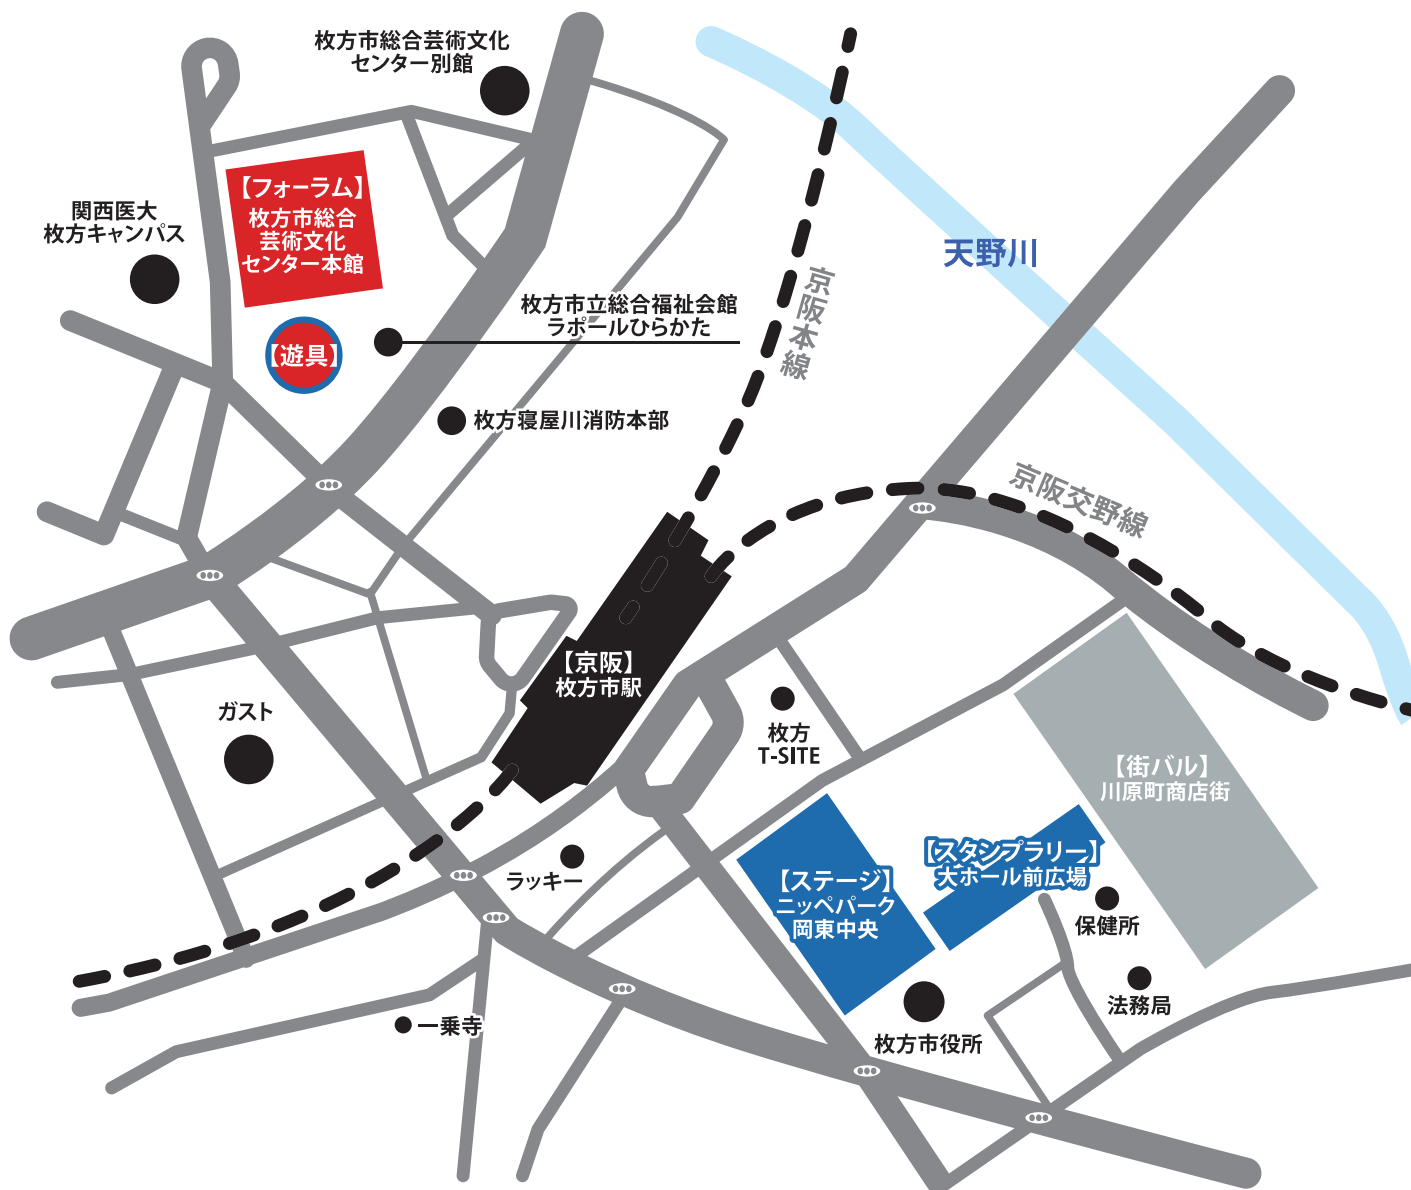 枚方市総合芸術文化
センター別館
【フォーラム】
枚方市総合
芸術文化
センター本館
関西医大
枚方キャンパス
天野川
京阪本線
枚方市立総合福祉会館
ラポールひらかた
【遊具】
枚方寝屋川消防本部
京阪交野線
【京阪】
枚方市駅
ガスト
枚方
T-SITE
【街バル】
川原町商店街
【スタンプラリー】
大ホール前広場
【ステージ】
ニッペパーク
岡東中央
ラッキー
保健所
法務局
一乗寺
枚方市役所